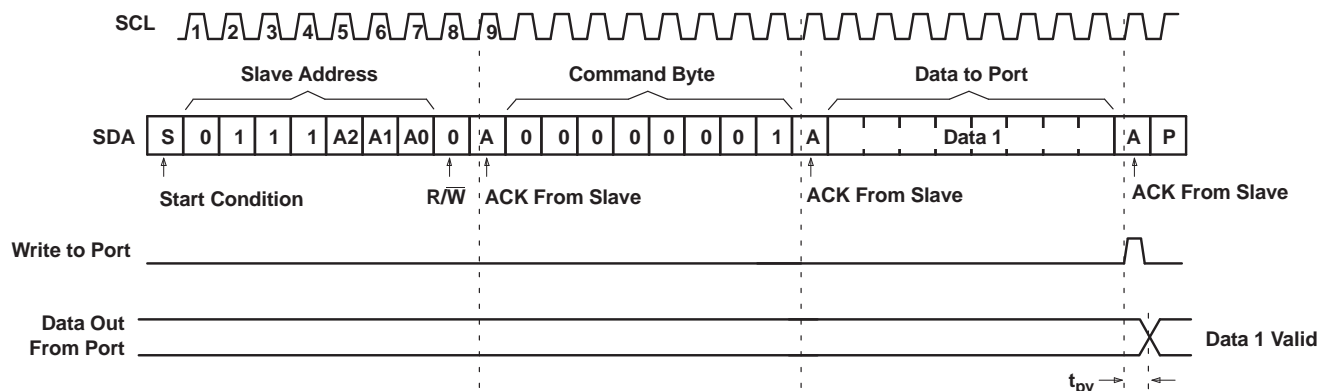 SCL 1 2 3 4 5 6 7 8 9
Slave Address Command Byte Data to Port
SDA S 0 1 1 1 A2 A1 A0 0 A 0 0 0 0 0 0 0 1 A Data 1 A P
Start Condition R/W̅ ACK From Slave ACK From Slave ACK From Slave
Write to Port
Data Out
From Port
Data 1 Valid
tpv